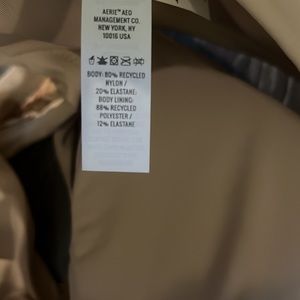 AERIE™ AEO
MANAGEMENT CO.
NEW YORK, NY
10016 USA
BODY: 80% RECYCLED
NYLON /
20% ELASTANE;
BODY LINING:
88% RECYCLED
POLYESTER /
12% ELASTANE